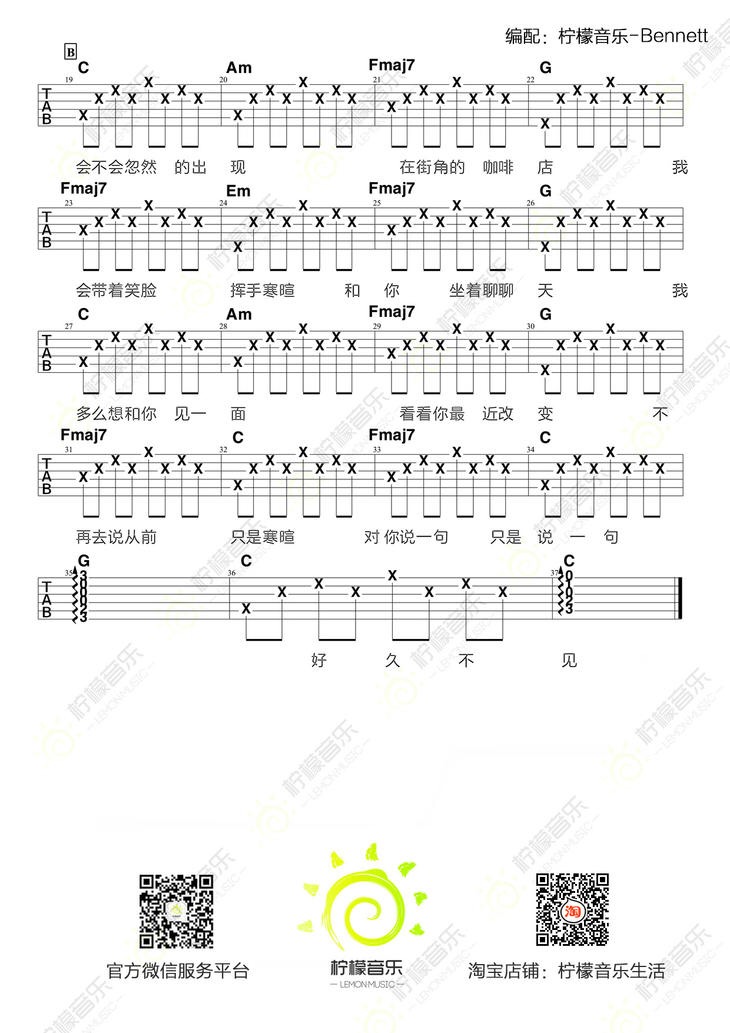 编配：柠檬音乐-Bennett
B
C Am Fmaj7 G
19 20 21 22
T
A
B
会不会忽然 的出 现 在街角的 咖啡 店 我
Fmaj7 Em Fmaj7 G
23 24 25 26
T
A
B
会带着笑脸 挥手寒暄 和 你 坐着聊聊 天 我
C Am Fmaj7 G
27 28 29 30
T
A
B
多么想和你 见一 面 看看你最 近改 变 不
Fmaj7 C Fmaj7 C
31 32 33 34
T
A
B
再去说从前 只是寒暄 对你说一句 只是 说 一 句
G C C
35 36 37
T
A
B
3
0
0
0
2
3
0
1
0
2
3
好 久 不 见
官方微信服务平台
柠檬音乐
—LEMON MUSIC—
淘
淘宝店铺：柠檬音乐生活